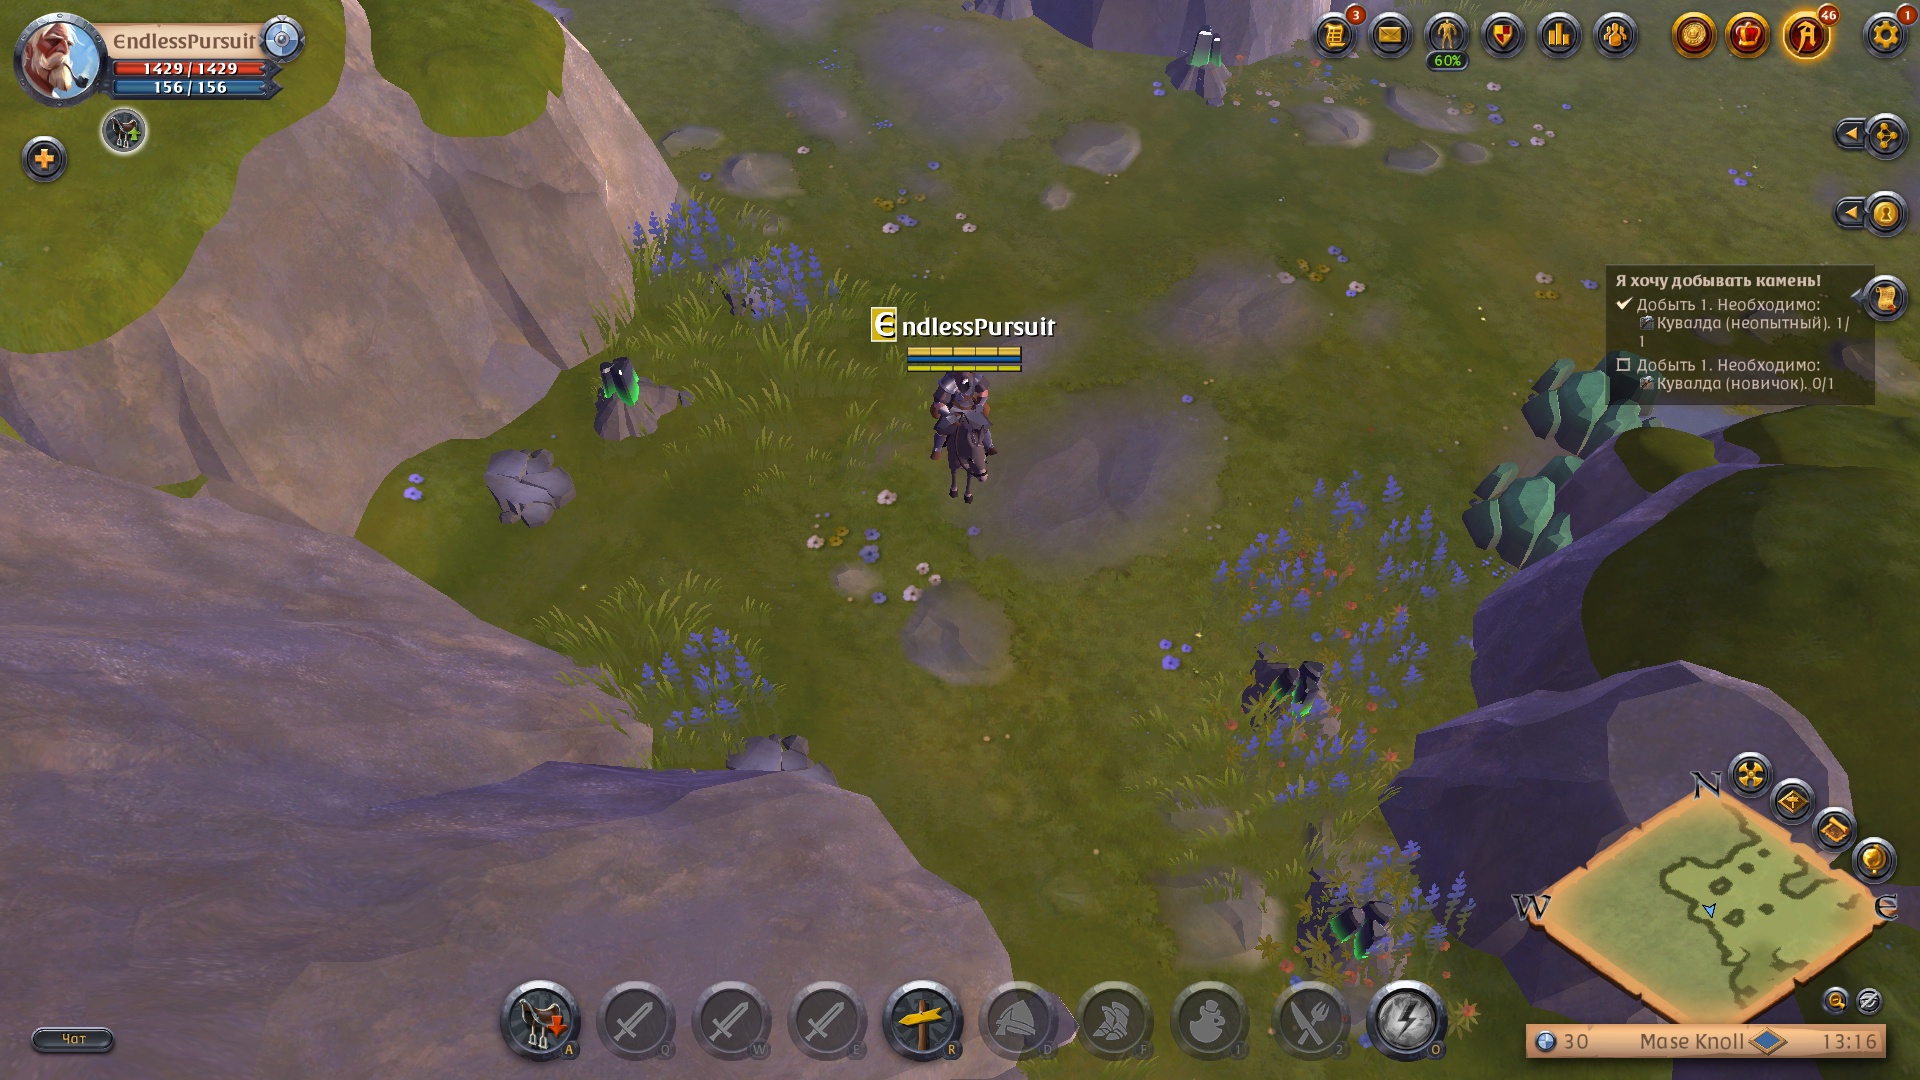 EndlessPursuit
1429/1429
156/156
3
60%
46
1
Я хочу добывать камень!
Добыть 1. Необходимо:
Кувалда (неопытный). 1/
1
Добыть 1. Необходимо:
Кувалда (новичок). 0/1
EndlessPursuit
N
W
E
A
Q
W
E
R
D
F
1
2
O
Чат
30
Mase Knoll
13:16